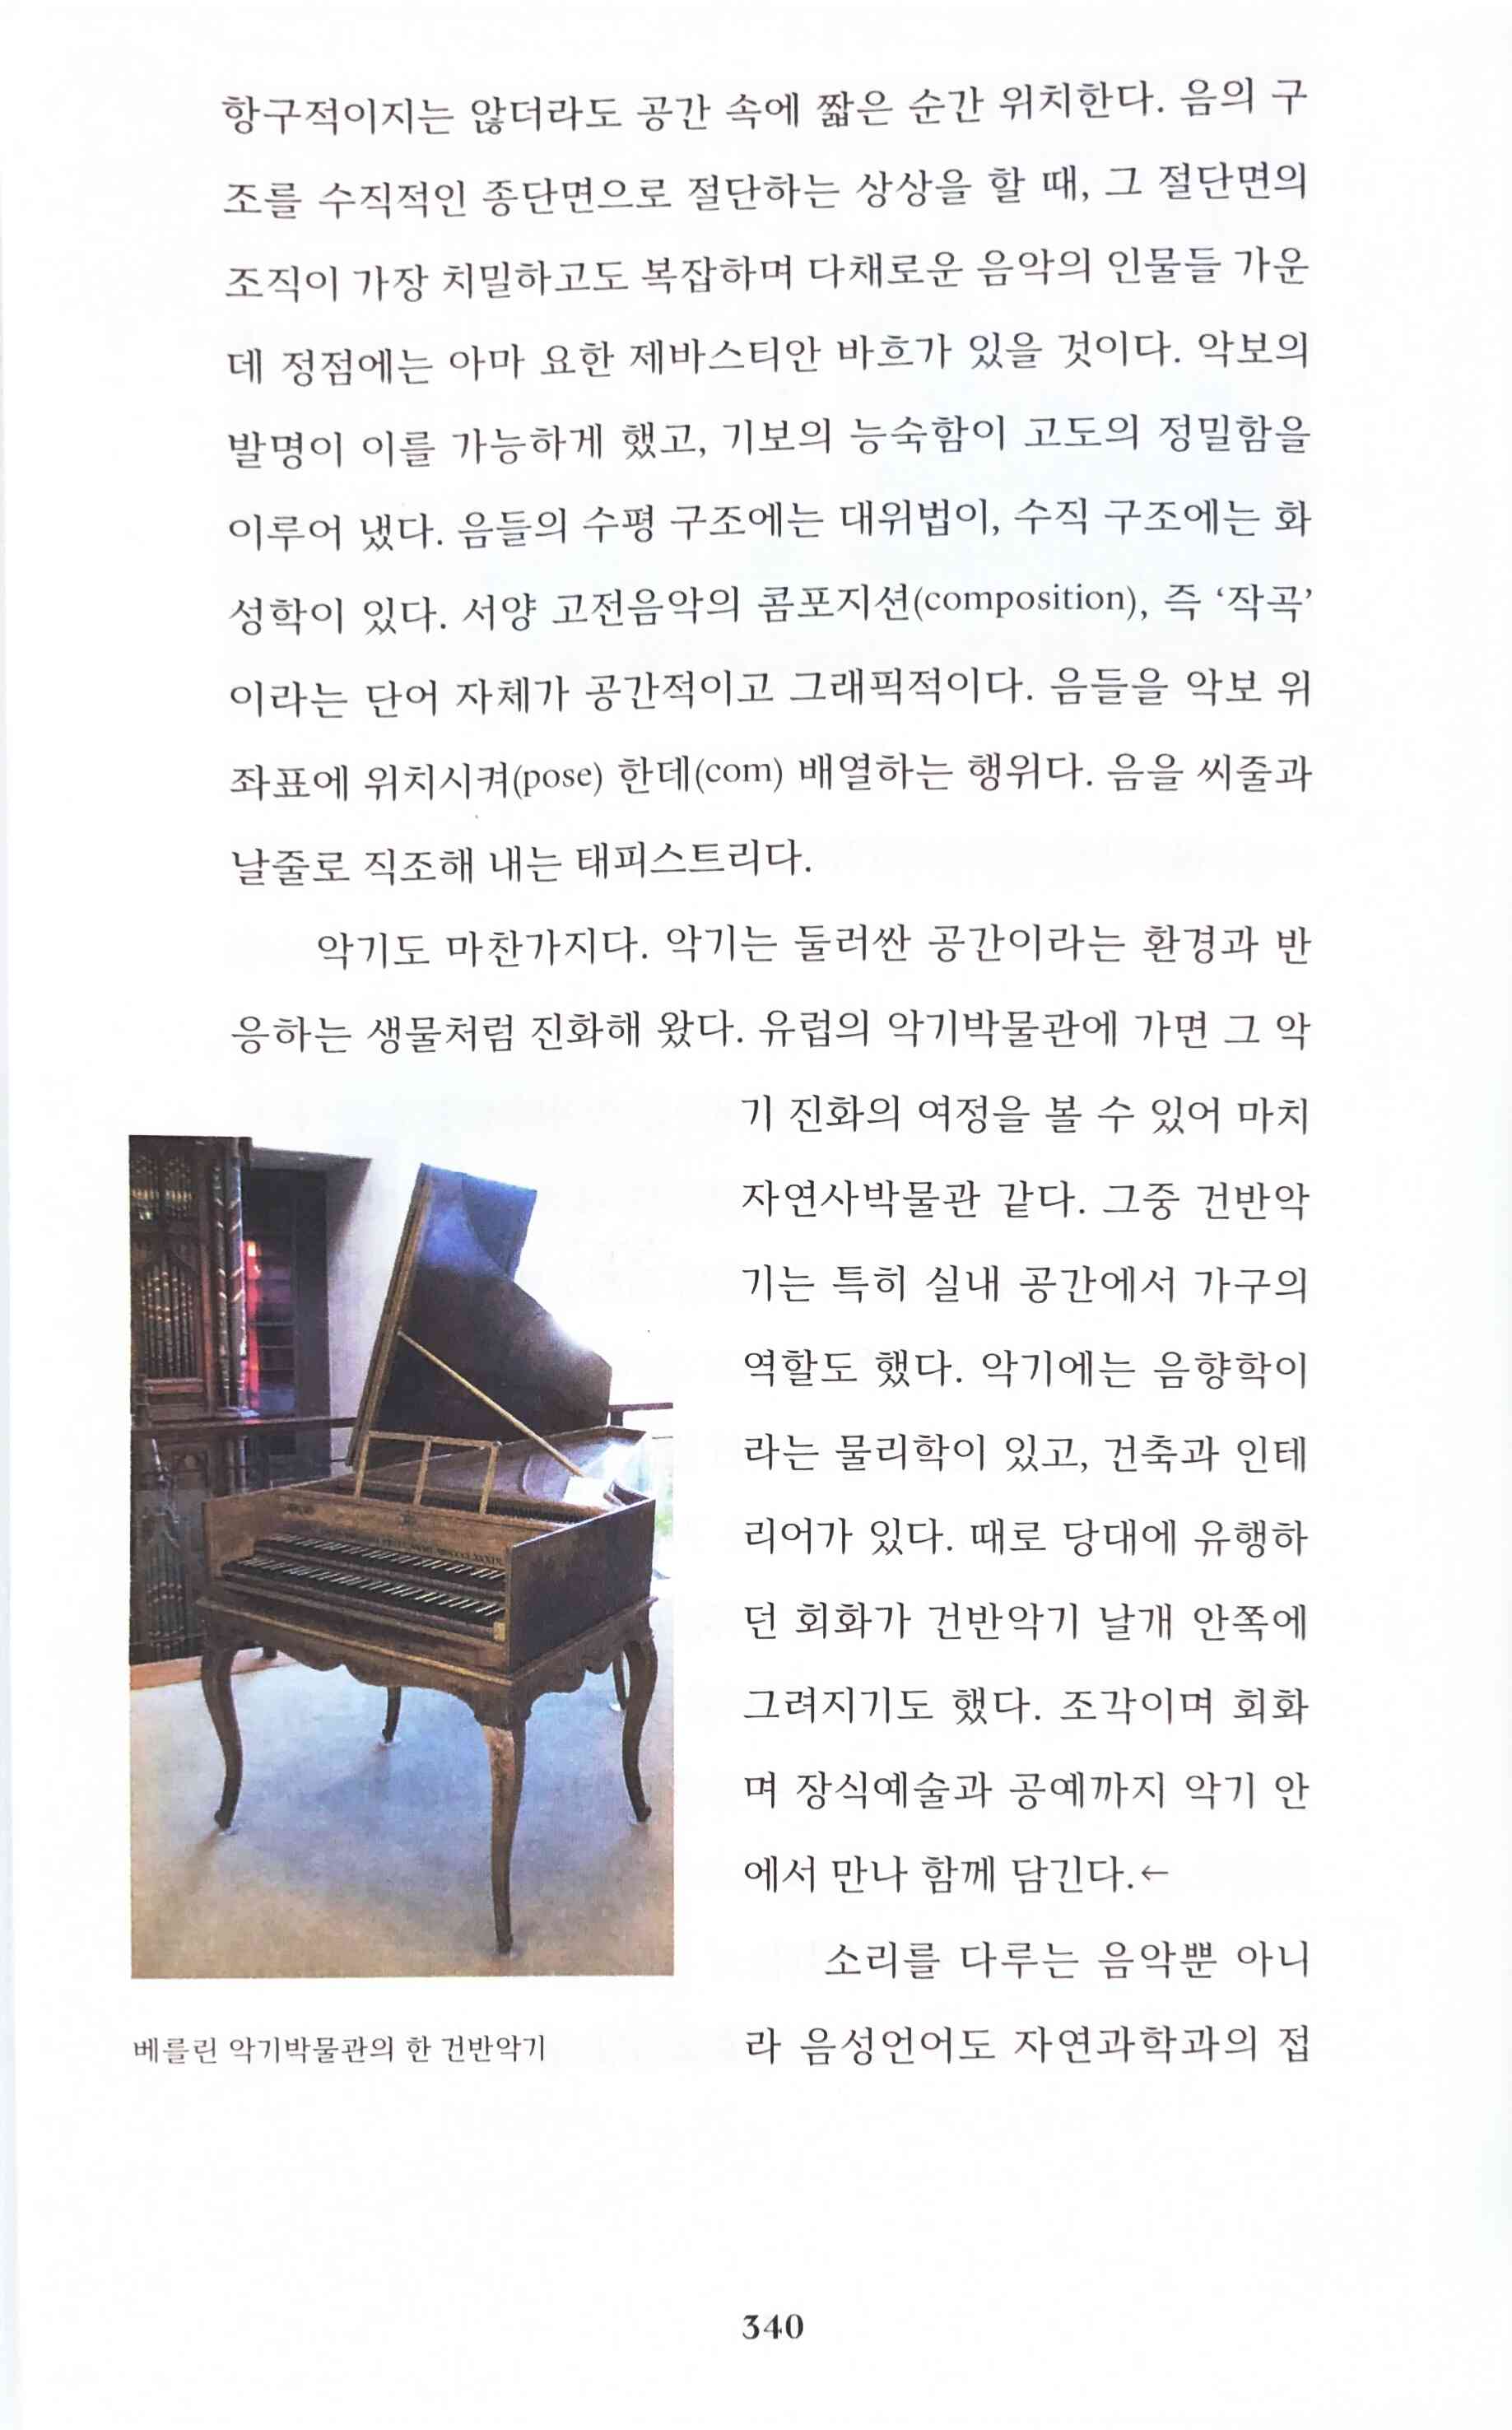 항구적이지는 않더라도 공간 속에 짧은 순간 위치한다. 음의 구
조를 수직적인 종단면으로 절단하는 상상을 할 때, 그 절단면의
조직이 가장 치밀하고도 복잡하며 다채로운 음악의 인물들 가운
데 정점에는 아마 요한 제바스티안 바흐가 있을 것이다. 악보의
발명이 이를 가능하게 했고, 기보의 능숙함이 고도의 정밀함을
이루어 냈다. 음들의 수평 구조에는 대위법이, 수직 구조에는 화
성학이 있다. 서양 고전음악의 콤포지션(composition), 즉 ‘작곡’
이라는 단어 자체가 공간적이고 그래픽적이다. 음들을 악보 위
좌표에 위치시켜(pose) 한데(com) 배열하는 행위다. 음을 씨줄과
날줄로 직조해 내는 태피스트리다.
악기도 마찬가지다. 악기는 둘러싼 공간이라는 환경과 반
응하는 생물처럼 진화해 왔다. 유럽의 악기박물관에 가면 그 악
기 진화의 여정을 볼 수 있어 마치
자연사박물관 같다. 그중 건반악
기는 특히 실내 공간에서 가구의
역할도 했다. 악기에는 음향학이
라는 물리학이 있고, 건축과 인테
리어가 있다. 때로 당대에 유행하
던 회화가 건반악기 날개 안쪽에
그려지기도 했다. 조각이며 회화
며 장식예술과 공예까지 악기 안
에서 만나 함께 담긴다.←
소리를 다루는 음악뿐 아니
라 음성언어도 자연과학과의 접
베를린 악기박물관의 한 건반악기
340